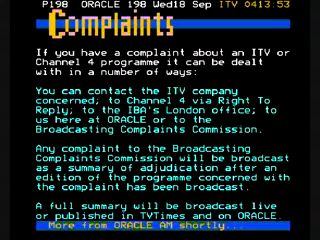 P198 ORACLE 198 Wed18 Sep ITV 0413:53
Complaints
If you have a complaint about an ITV or
Channel 4 programme it can be dealt
with in a number of ways:
You can contact the ITV company
concerned; to Channel 4 via Right To
Reply; to the IBA's London office; to
us here at ORACLE or to the
Broadcasting Complaints Commission.
Any complaint to the Broadcasting
Complaints Commission will be broadcast
as a summary of adjudication after an
edition of the programme concerned with
the complaint has been broadcast.
A full summary will be broadcast live
or published in TVTimes and on ORACLE.
More from ORACLE AM shortly...